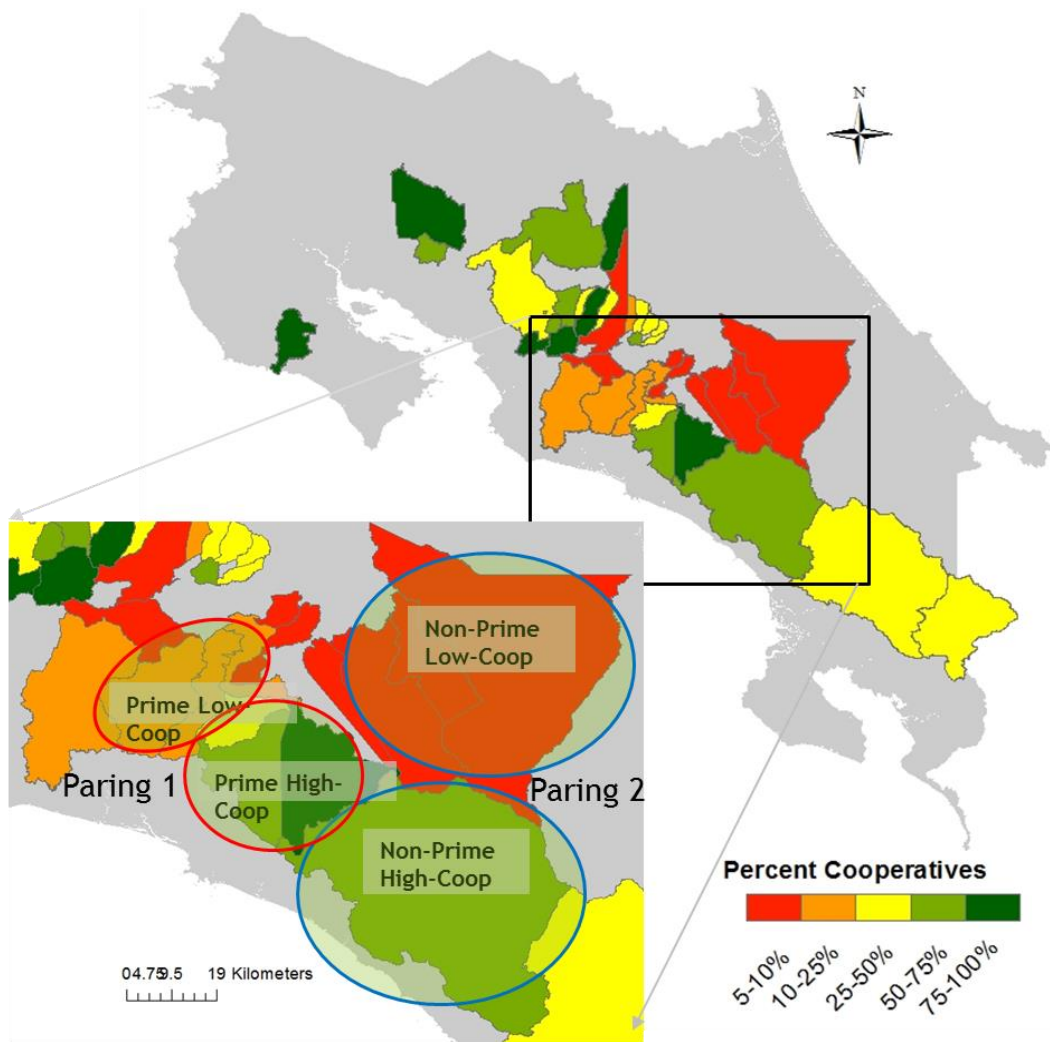 N
Non-Prime
Low-Coop
Prime Low-
Coop
Paring 1
Prime High-
Coop
Paring 2
Non-Prime
High-Coop
04.759.5 19 Kilometers
Percent Cooperatives
5-10%
10-25%
25-50%
50-75%
75-100%